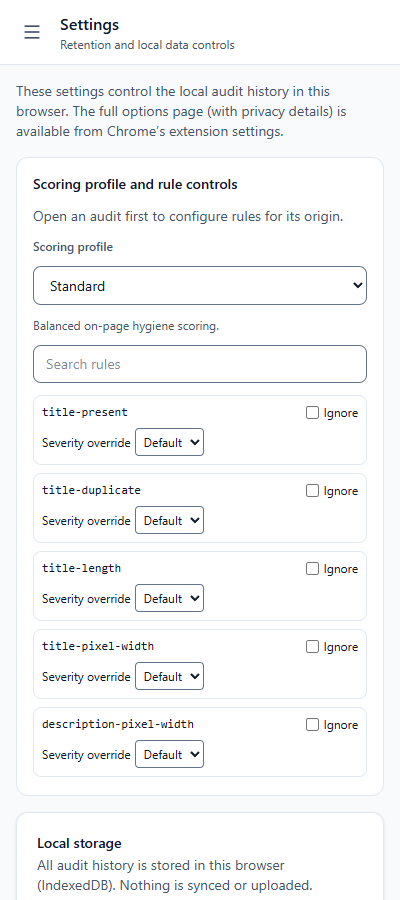 Settings
Retention and local data controls
These settings control the local audit history in this
browser. The full options page (with privacy details) is
available from Chrome’s extension settings.
Scoring profile and rule controls
Open an audit first to configure rules for its origin.
Scoring profile
Standard
Balanced on-page hygiene scoring.
Search rules
title-present Ignore
Severity override Default
title-duplicate Ignore
Severity override Default
title-length Ignore
Severity override Default
title-pixel-width Ignore
Severity override Default
description-pixel-width Ignore
Severity override Default
Local storage
All audit history is stored in this browser
(IndexedDB). Nothing is synced or uploaded.